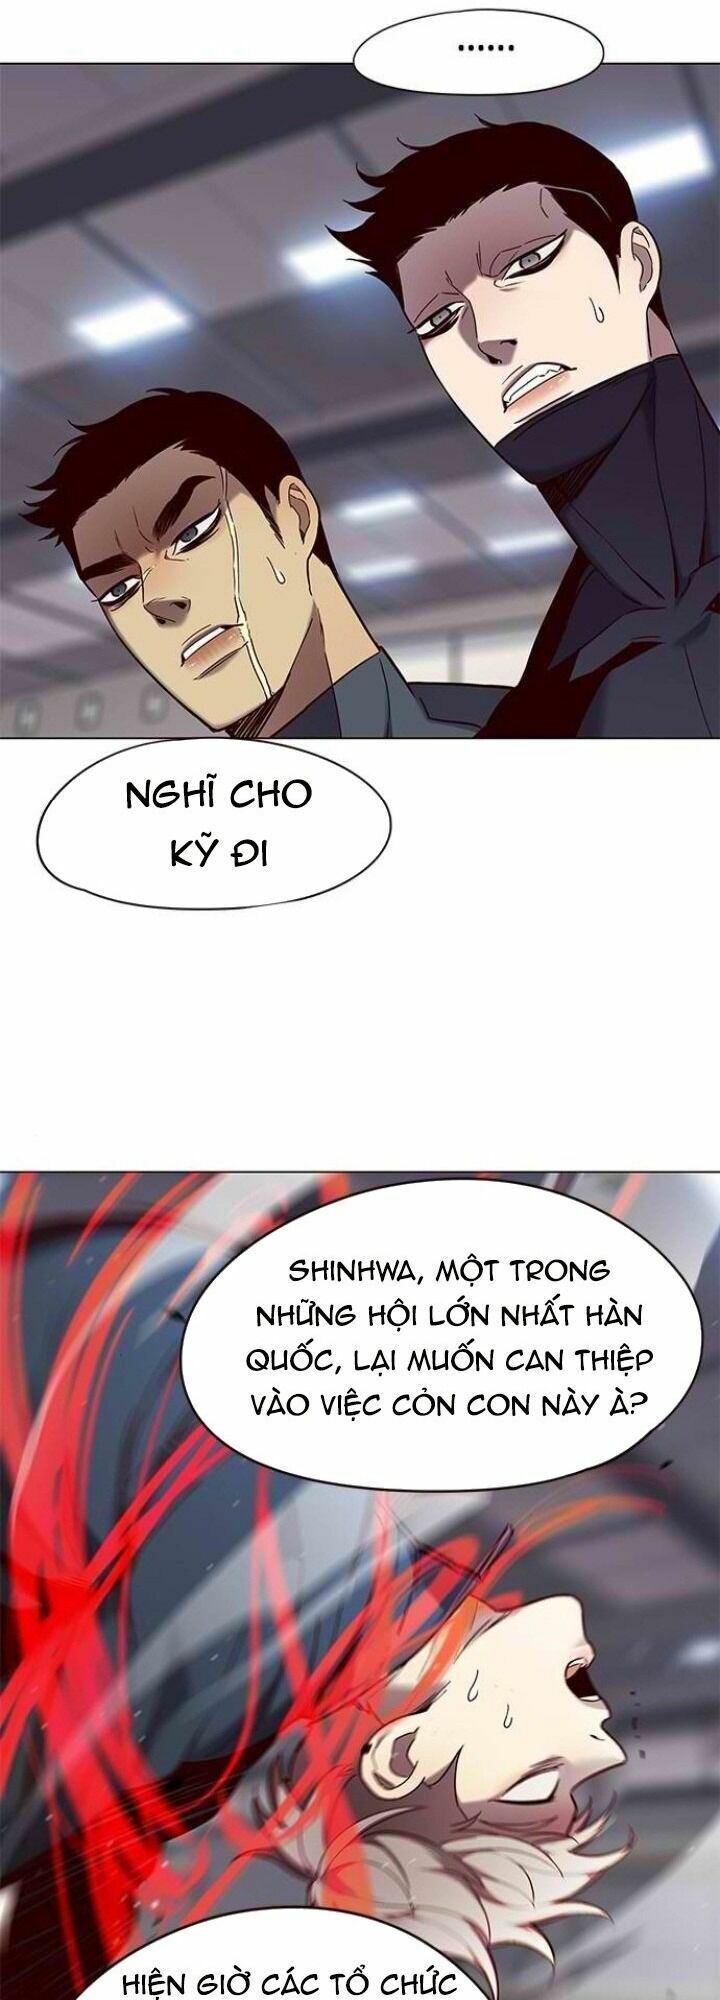 ......
NGHĨ CHO
KỸ ĐI
SHINHWA, MỘT TRONG
NHỮNG HỘI LỚN NHẤT HÀN
QUỐC, LẠI MUỐN CAN THIỆP
VÀO VIỆC CỎN CON NÀY À?
HIỆN GIỜ CÁC TỔ CHỨC